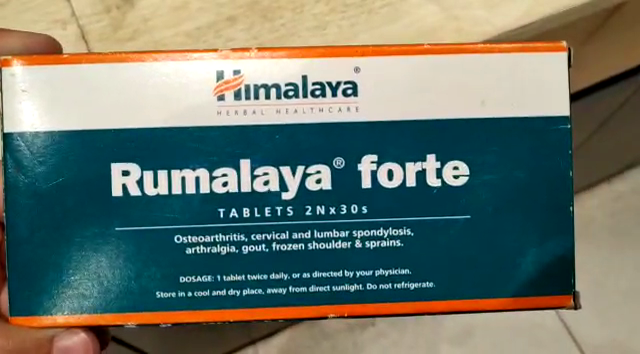 Himalaya®
HERBAL HEALTHCARE
Rumalaya® forte
TABLETS 2Nx30s
Osteoarthritis, cervical and lumbar spondylosis,
arthralgia, gout, frozen shoulder & sprains.
DOSAGE: 1 tablet twice daily, or as directed by your physician.
Store in a cool and dry place, away from direct sunlight. Do not refrigerate.